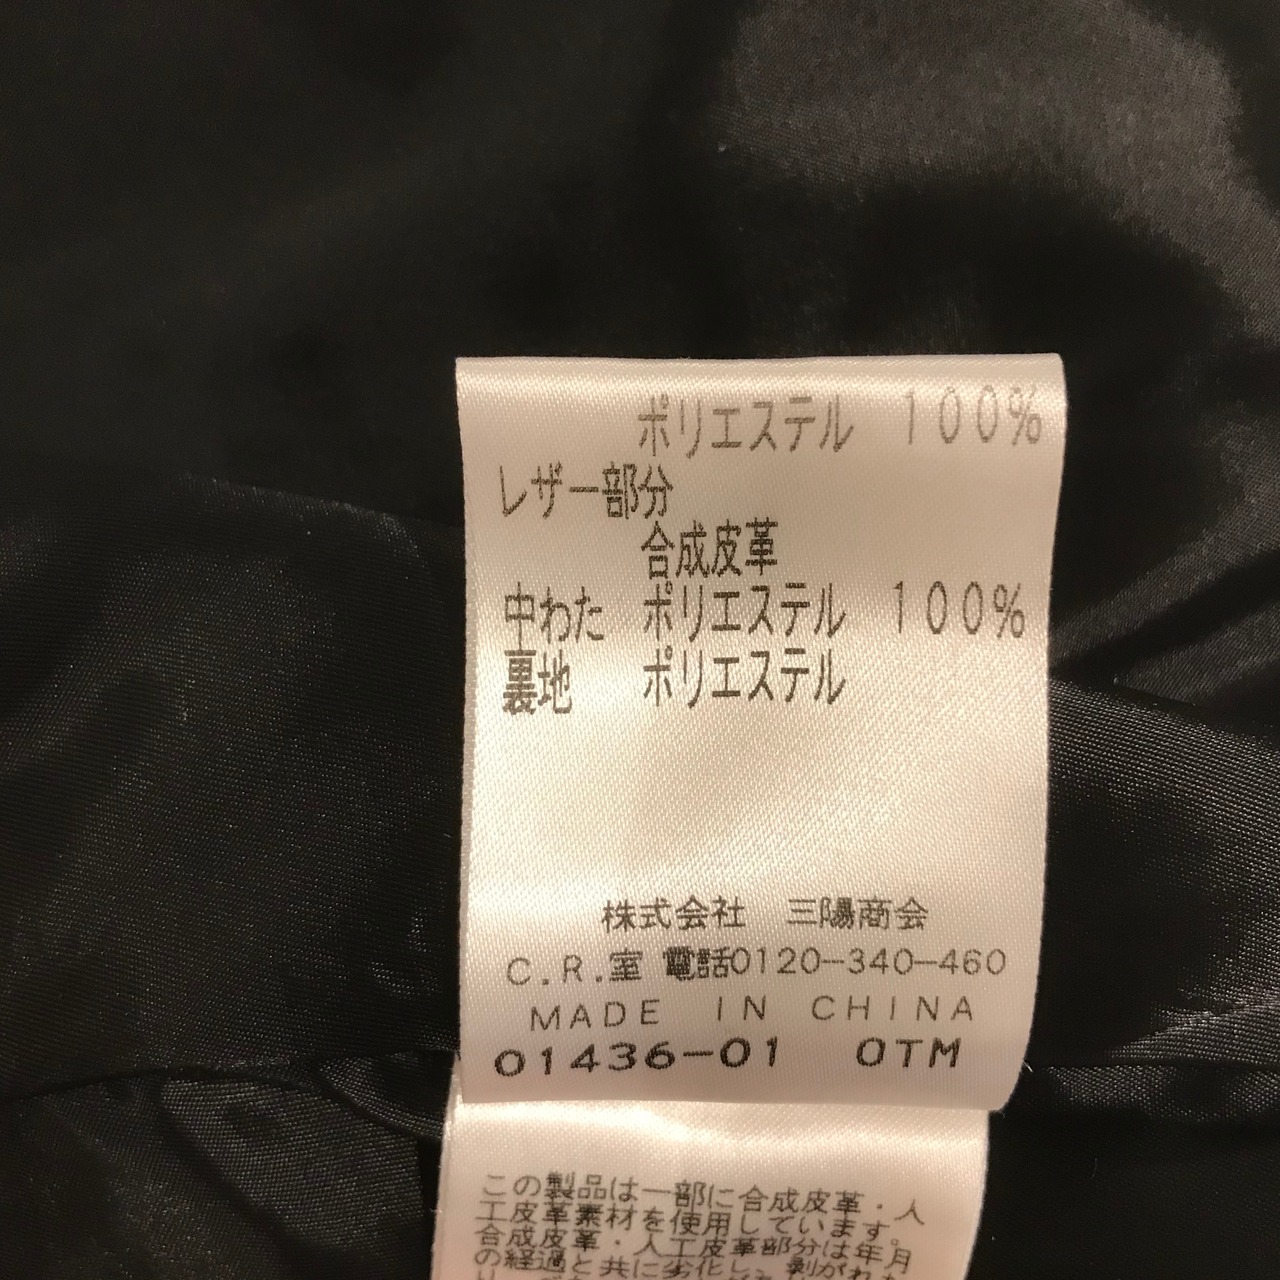 ポリエステル 100%
レザー部分
合成皮革
中わた ポリエステル 100%
裏地 ポリエステル
株式会社 三陽商会
C.R.室 電話0120-340-460
MADE IN CHINA
01436-01 OTM
この製品は一部に合成皮革・人
工皮革素材を使用しています。
合成皮革・人工皮革部分は年月
の経過と共に劣化し、剥がれた